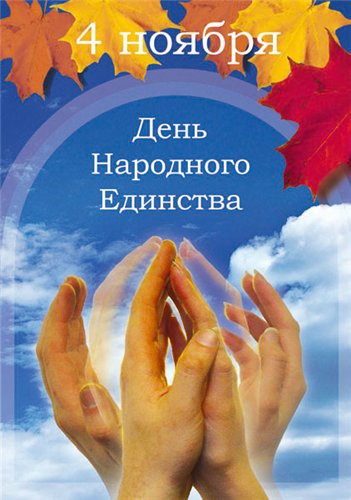 4 ноября
День
Народного
Единства